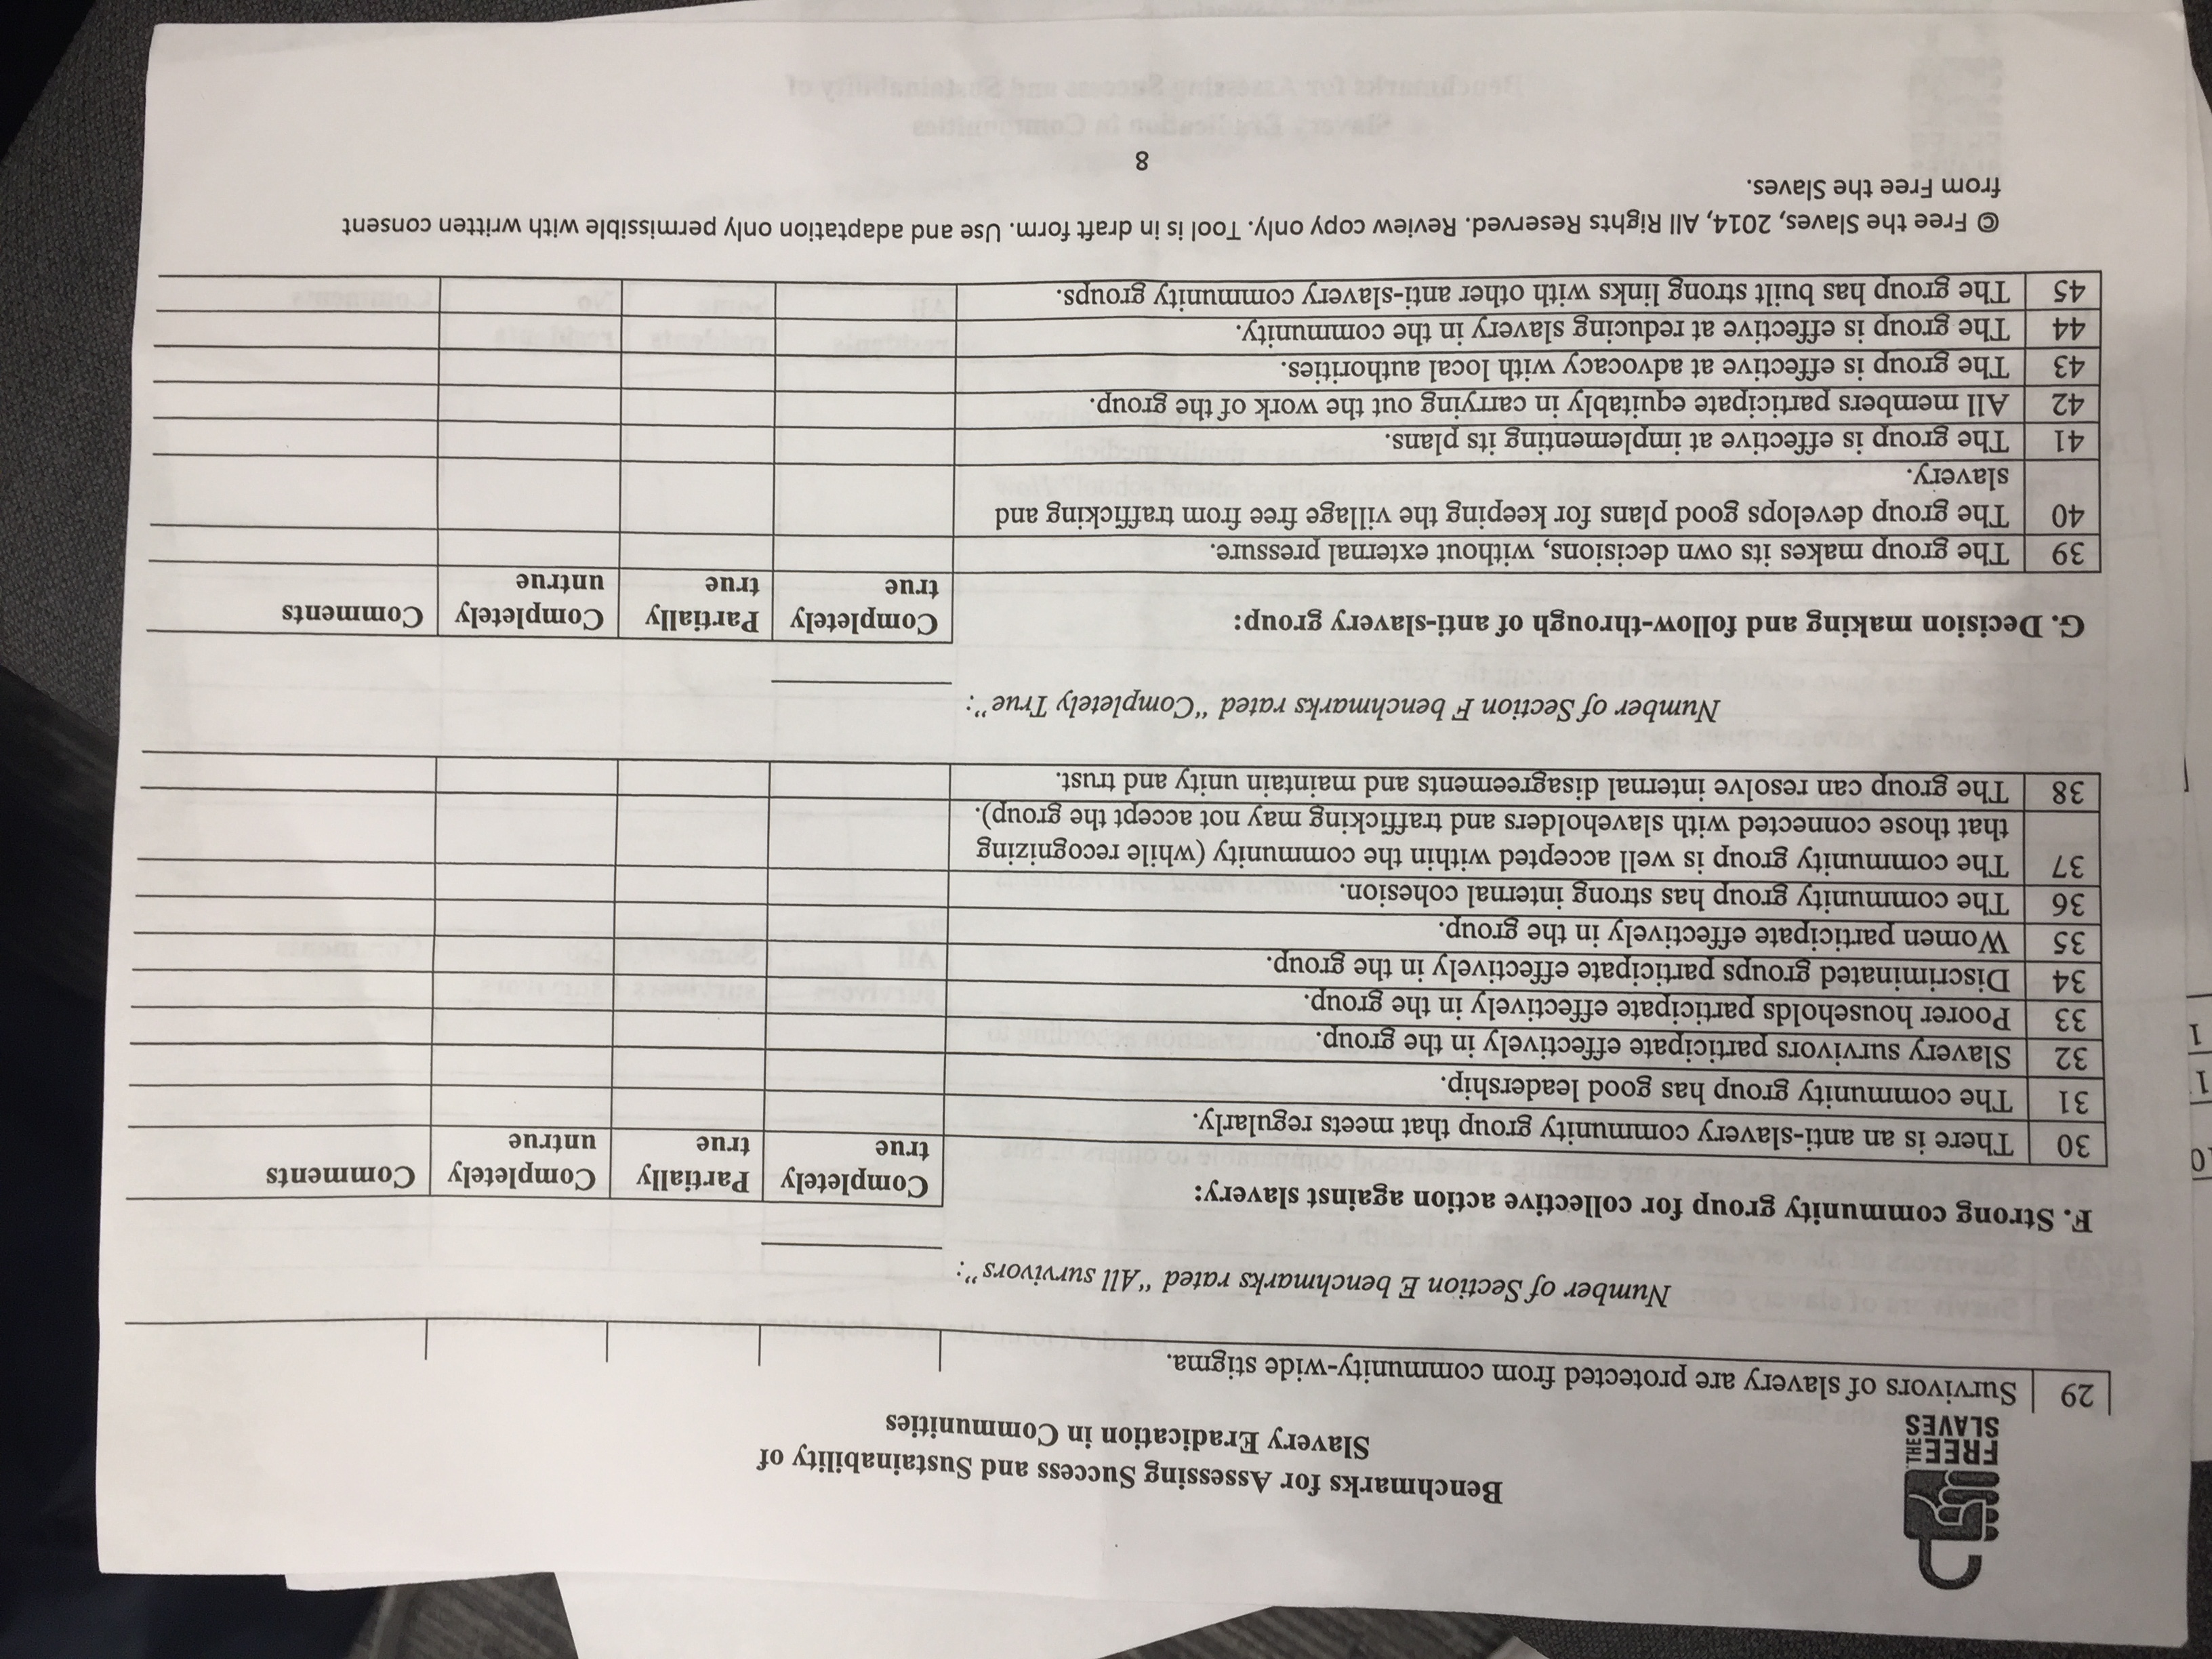 FREE THE
SLAVES
Benchmarks for Assessing Success and Sustainability of
Slavery Eradication in Communities
29 Survivors of slavery are protected from community-wide stigma.
Number of Section E benchmarks rated “All survivors”:
F. Strong community group for collective action against slavery:
Completely true Partially true Completely untrue Comments
30 There is an anti-slavery community group that meets regularly.
31 The community group has good leadership.
32 Slavery survivors participate effectively in the group.
33 Poorer households participate effectively in the group.
34 Discriminated groups participate effectively in the group.
35 Women participate effectively in the group.
36 The community group has strong internal cohesion.
37 The community group is well accepted within the community (while recognizing
that those connected with slaveholders and trafficking may not accept the group).
38 The group can resolve internal disagreements and maintain unity and trust.
Number of Section F benchmarks rated “Completely True”:
G. Decision making and follow-through of anti-slavery group:
Completely true Partially true Completely untrue Comments
39 The group makes its own decisions, without external pressure.
40 The group develops good plans for keeping the village free from trafficking and
slavery.
41 The group is effective at implementing its plans.
42 All members participate equitably in carrying out the work of the group.
43 The group is effective at advocacy with local authorities.
44 The group is effective at reducing slavery in the community.
45 The group has built strong links with other anti-slavery community groups.
© Free the Slaves, 2014, All Rights Reserved. Review copy only. Tool is in draft form. Use and adaptation only permissible with written consent
from Free the Slaves.
8